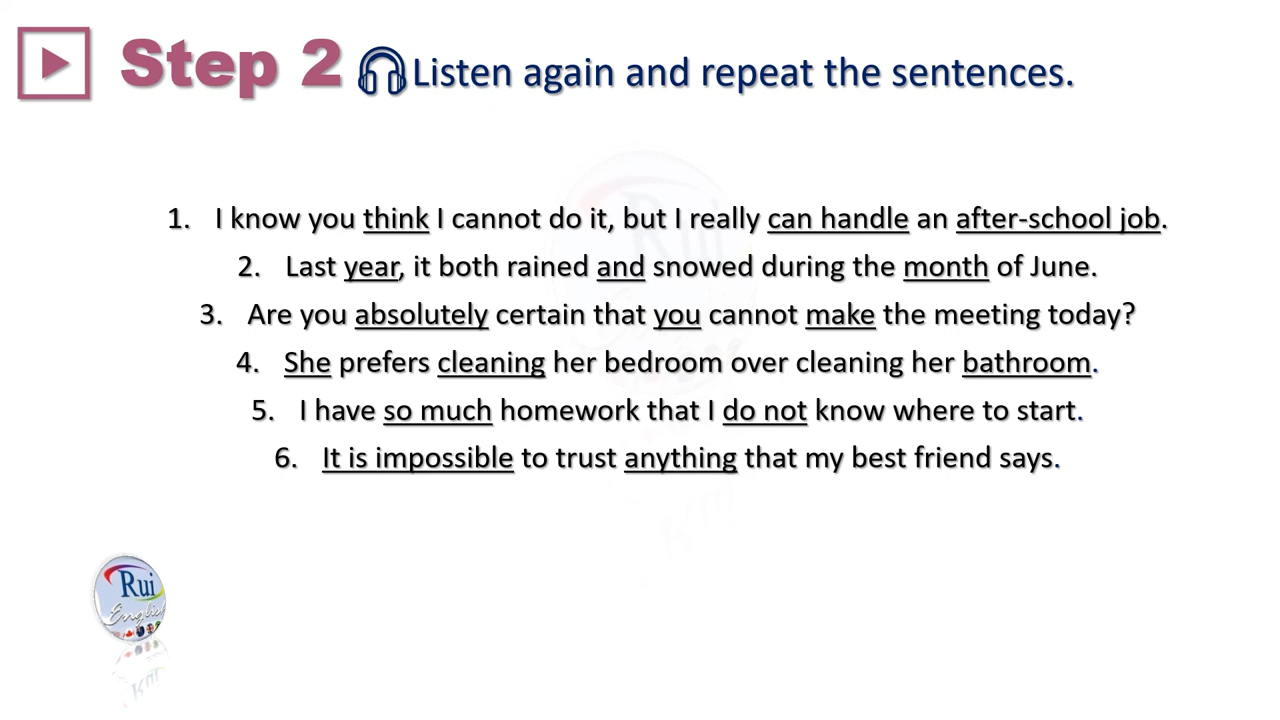 Step 2 Listen again and repeat the sentences.
1. I know you think I cannot do it, but I really can handle an after-school job.
2. Last year, it both rained and snowed during the month of June.
3. Are you absolutely certain that you cannot make the meeting today?
4. She prefers cleaning her bedroom over cleaning her bathroom.
5. I have so much homework that I do not know where to start.
6. It is impossible to trust anything that my best friend says.
Rui
English